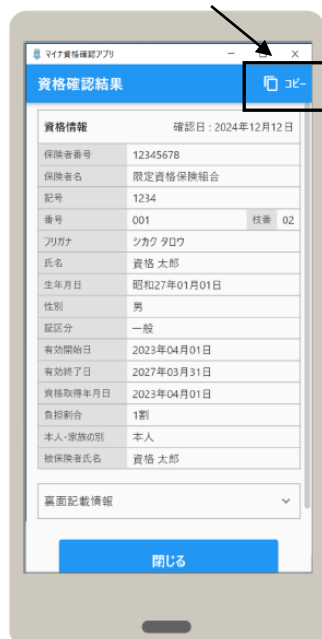 マイナ資格確認アプリ
資格確認結果 コピー
資格情報 確認日：2024年12月12日
保険者番号 12345678
保険者名 限定資格保険組合
記号 1234
番号 001 枝番 02
フリガナ シカク タロウ
氏名 資格 太郎
生年月日 昭和27年01月01日
性別 男
証区分 一般
有効開始日 2023年04月01日
有効終了日 2027年03月31日
資格取得年月日 2023年04月01日
負担割合 1割
本人・家族の別 本人
被保険者氏名 資格 太郎
裏面記載情報
閉じる